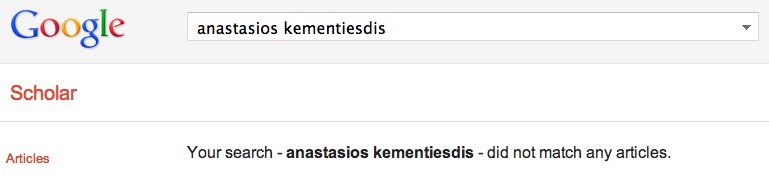 Google
anastasios kementiesdis
Scholar
Articles
Your search - anastasios kementiesdis - did not match any articles.